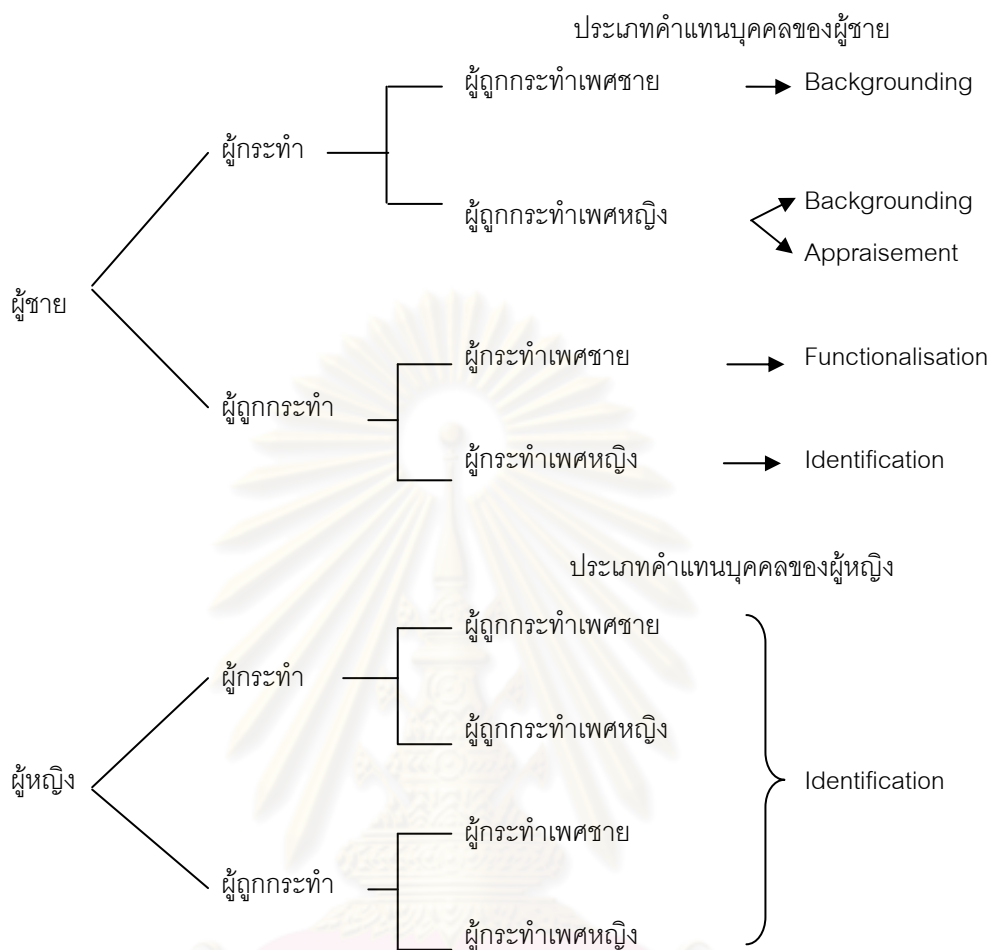 ประเภทคำแทนบุคคลของผู้ชาย
ผู้ถูกกระทำเพศชาย Backgrounding
ผู้กระทำ
ผู้ถูกกระทำเพศหญิง Backgrounding
Appraisement
ผู้ชาย
ผู้กระทำเพศชาย Functionalisation
ผู้ถูกกระทำ
ผู้กระทำเพศหญิง Identification
ประเภทคำแทนบุคคลของผู้หญิง
ผู้ถูกกระทำเพศชาย
ผู้กระทำ
ผู้ถูกกระทำเพศหญิง
ผู้หญิง Identification
ผู้กระทำเพศชาย
ผู้ถูกกระทำ
ผู้กระทำเพศหญิง